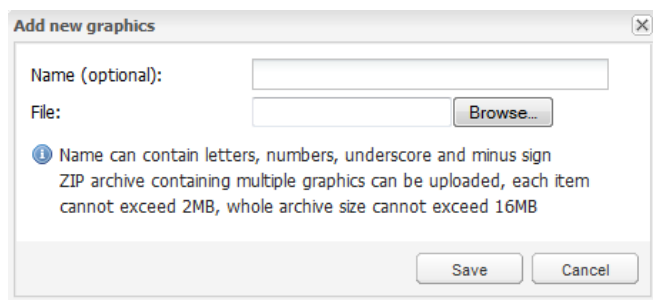 Add new graphics
Name (optional):
File:
Browse...
Name can contain letters, numbers, underscore and minus sign
ZIP archive containing multiple graphics can be uploaded, each item
cannot exceed 2MB, whole archive size cannot exceed 16MB
Save Cancel